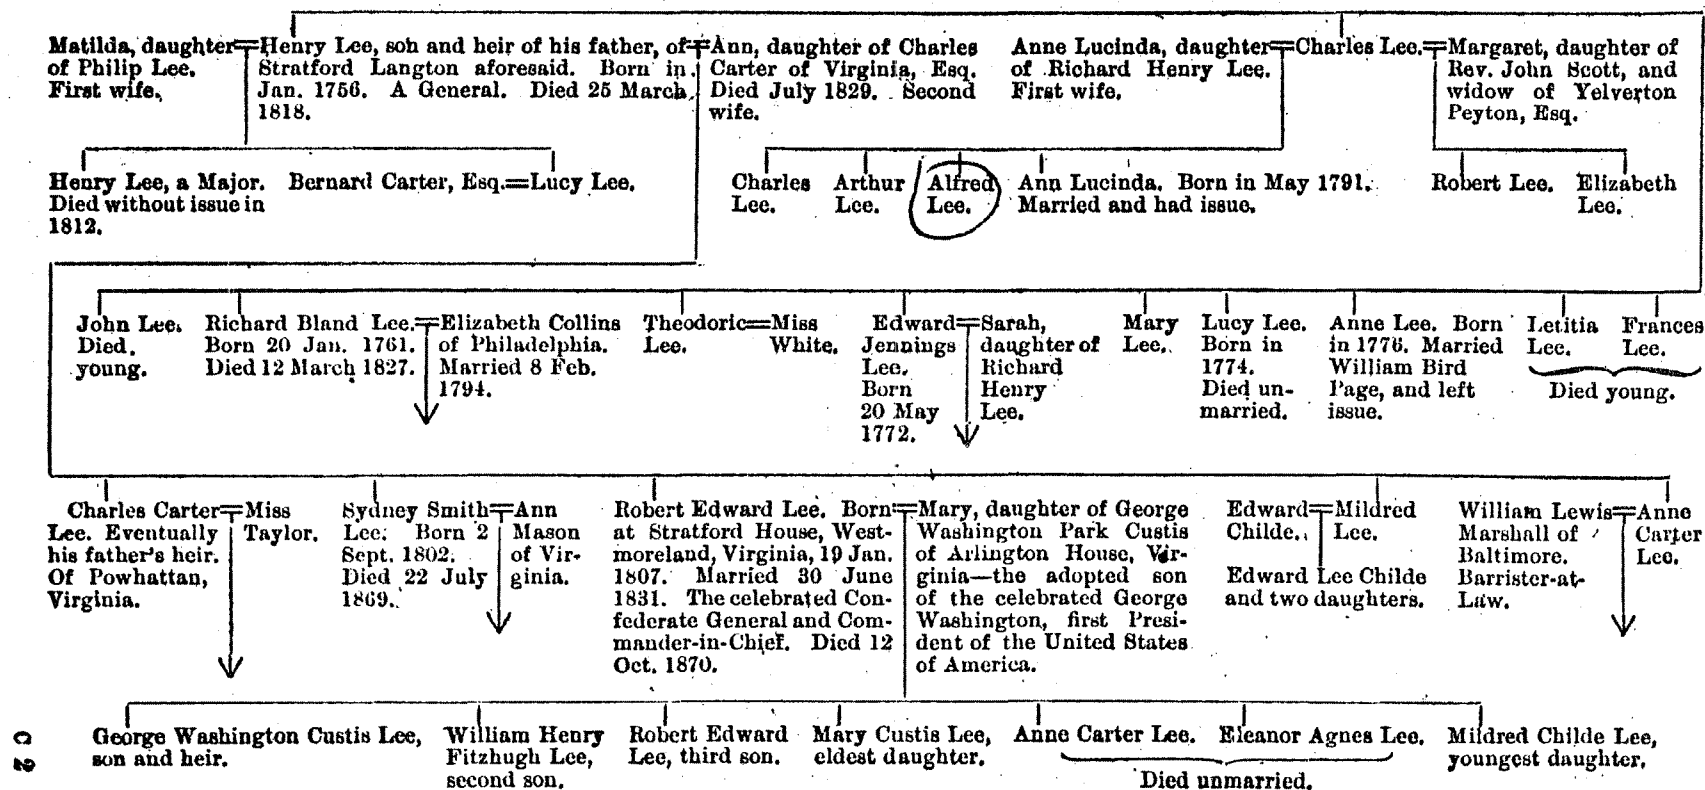 Matilda, daughter
of Philip Lee.
First wife.
Henry Lee, son and heir of his father, of
Stratford Langton aforesaid. Born in
Jan. 1756. A General. Died 25 March
1818.
Ann, daughter of Charles
Carter of Virginia, Esq.
Died July 1829. Second
wife.
Anne Lucinda, daughter
of Richard Henry Lee.
First wife.
Charles Lee.
Margaret, daughter of
Rev. John Scott, and
widow of Yelverton
Peyton, Esq.
Henry Lee, a Major.
Died without issue in
1812.
Bernard Carter, Esq.=Lucy Lee.
Charles
Lee.
Arthur
Lee.
Alfred
Lee.
Ann Lucinda. Born in May 1791.
Married and had issue.
Robert Lee.
Elizabeth
Lee.
John Lee.
Died
young.
Richard Bland Lee.
Born 20 Jan. 1761.
Died 12 March 1827.
Elizabeth Collins
of Philadelphia.
Married 8 Feb.
1794.
Theodoric=Miss
Lee. White.
Edward
Jennings
Lee.
Born
20 May
1772.
Sarah,
daughter of
Richard
Henry
Lee.
Mary
Lee.
Lucy Lee.
Born in
1774.
Died un-
married.
Anne Lee. Born
in 1776. Married
William Bird
Page, and left
issue.
Letitia
Lee.
Frances
Lee.
Died young.
Charles Carter
Lee. Eventually
his father's heir.
Of Powhattan,
Virginia.
Miss
Taylor.
Sydney Smith
Lee. Born 2
Sept. 1802.
Died 22 July
1869.
Ann
Mason
of Vir-
ginia.
Robert Edward Lee. Born
at Stratford House, West-
moreland, Virginia, 19 Jan.
1807. Married 30 June
1831. The celebrated Con-
federate General and Com-
mander-in-Chief. Died 12
Oct. 1870.
Mary, daughter of George
Washington Park Custis
of Arlington House, Vir-
ginia—the adopted son
of the celebrated George
Washington, first Presi-
dent of the United States
of America.
Edward
Childe.
Mildred
Lee.
Edward Lee Childe
and two daughters.
William Lewis
Marshall of
Baltimore.
Barrister-at-
Law.
Anne
Carter
Lee.
George Washington Custis Lee,
son and heir.
William Henry
Fitzhugh Lee,
second son.
Robert Edward
Lee, third son.
Mary Custis Lee,
eldest daughter.
Anne Carter Lee. Eleanor Agnes Lee.
Died unmarried.
Mildred Childe Lee,
youngest daughter.
C 2